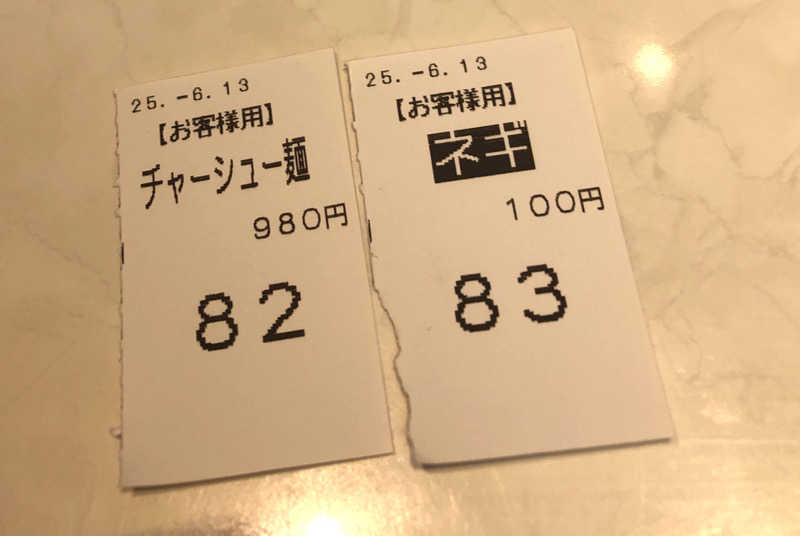 25.-6.13
【お客様用】
チャーシュー麺
980円
82
25.-6.13
【お客様用】
ネギ
100円
83